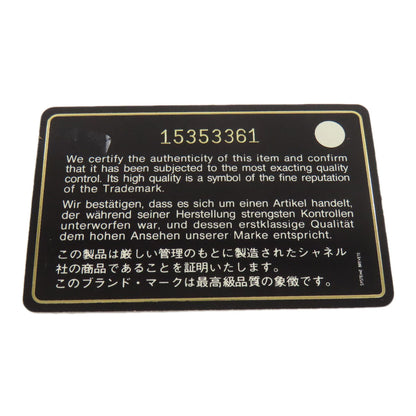 15353361
We certify the authenticity of this item and confirm
that it has been subjected to the most exacting quality
control. Its high quality is a symbol of the fine reputation
of the Trademark.
Wir bestätigen, dass es sich um einen Artikel handelt,
der während seiner Herstellung strengsten Kontrollen
unterworfen war, und dessen erstklassige Qualität
dem hohen Ansehen unserer Marke entspricht.
この製品は厳しい管理のもとに製造されたシャネル
社の商品であることを証明いたします。
このブランド・マークは最高級品質の象徴です。